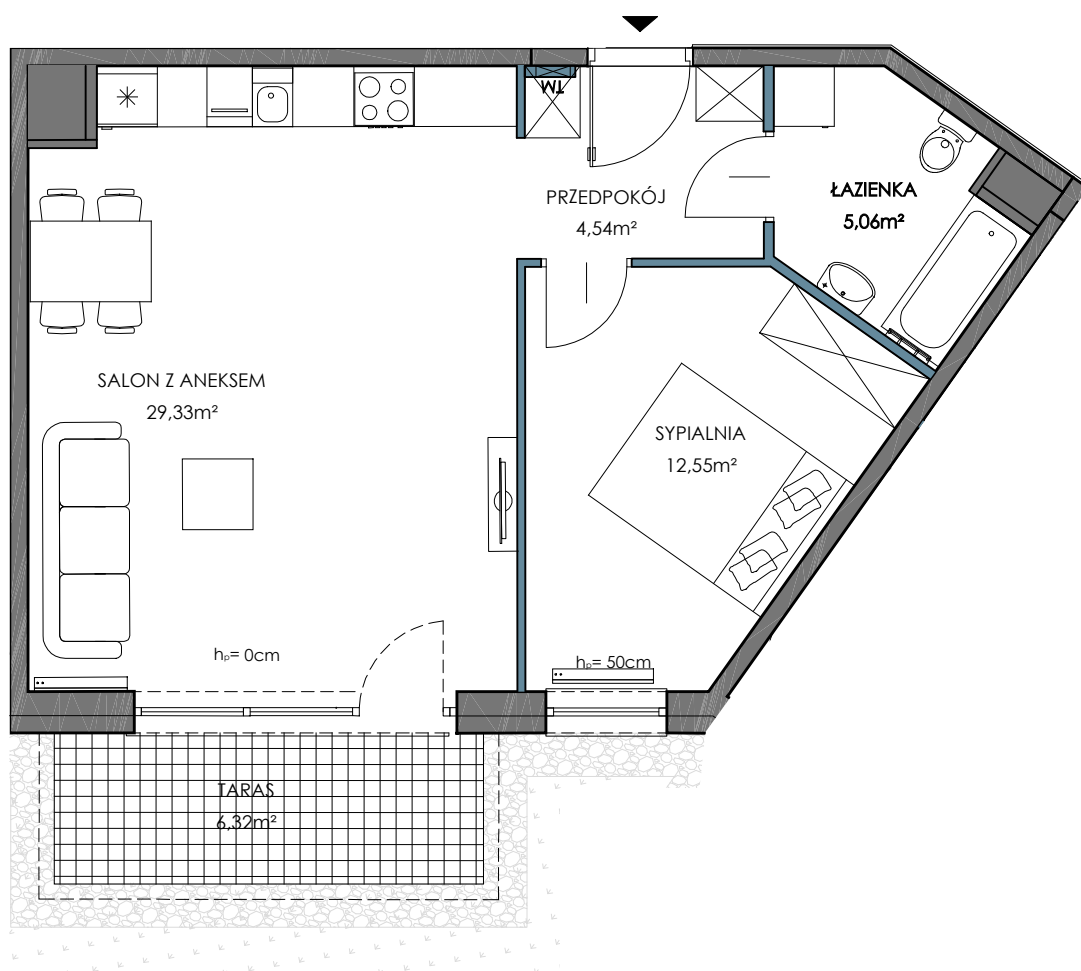 TM
PRZEDPOKÓJ
4,54m²
ŁAZIENKA
5,06m²
SALON Z ANEKSEM
29,33m²
SYPIALNIA
12,55m²
hₚ= 0cm
hₚ= 50cm
TARAS
6,32m²